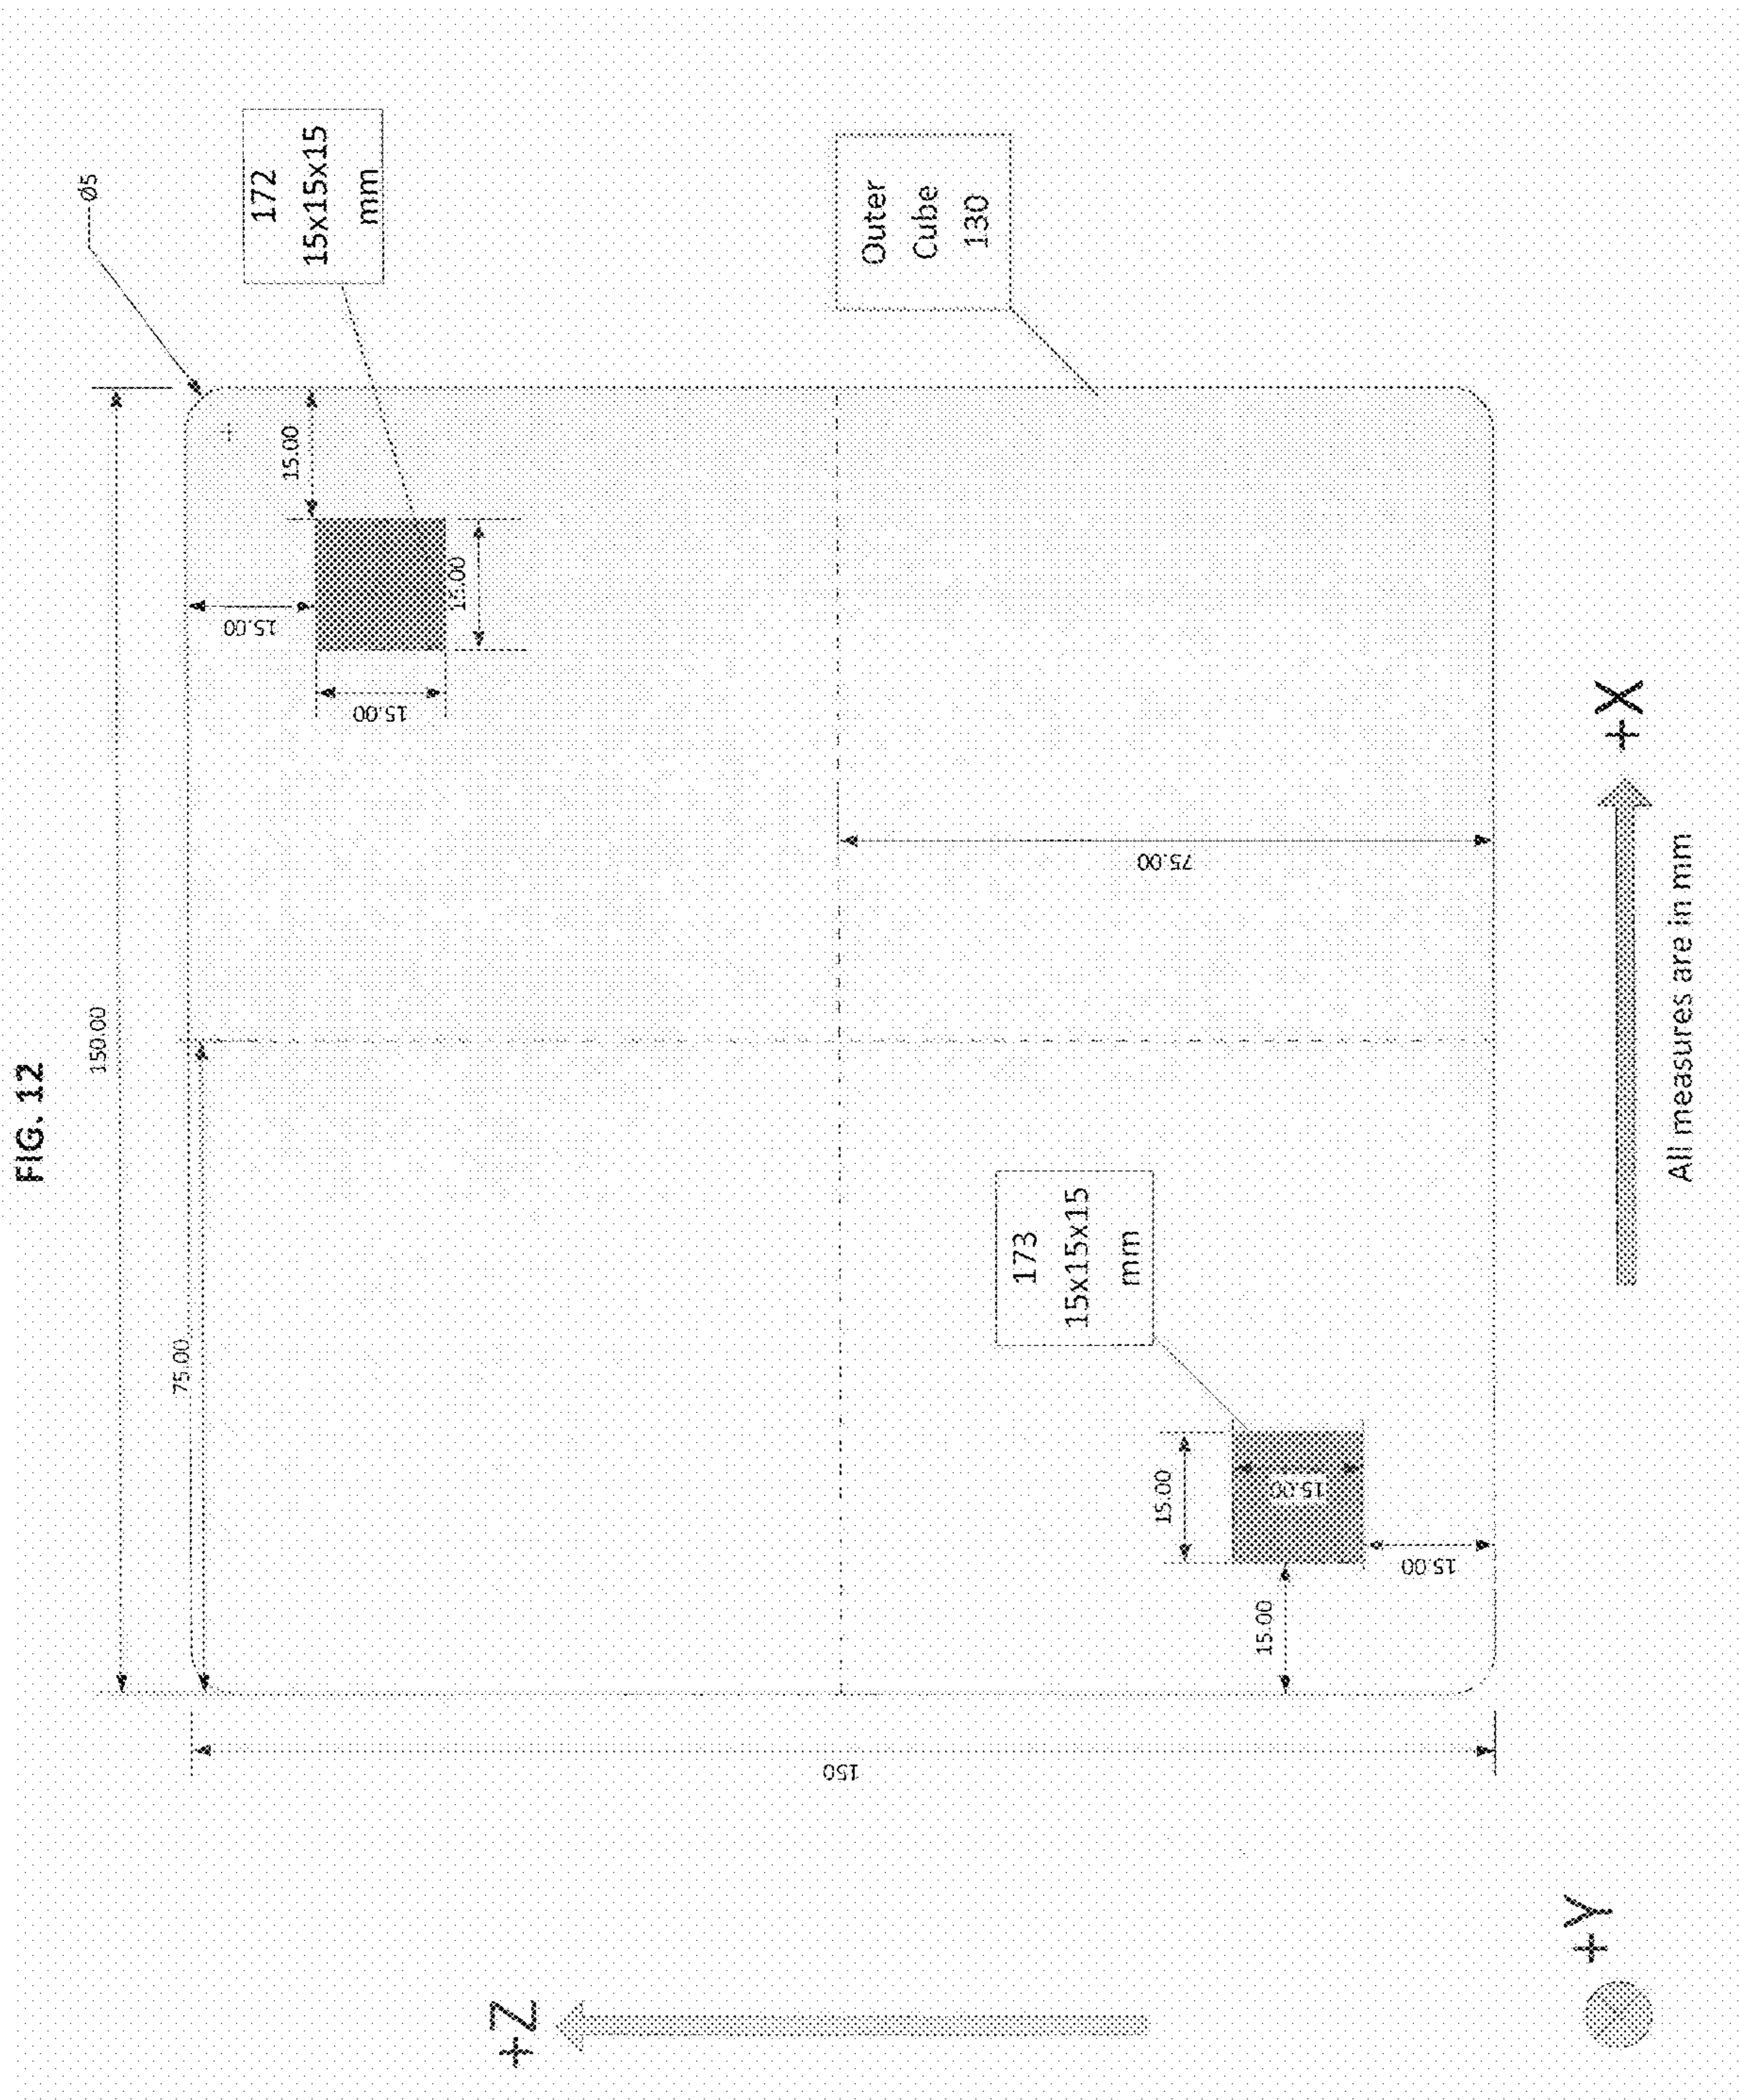 FIG. 12
150.00
75.00
Ø5
172
15x15x15
mm
15.00
15.00
15.00
15.00
Outer
Cube
130
75.00
173
15x15x15
mm
15.00
15.00
15.00
15.00
150
+Z
+Y
+X
All measures are in mm